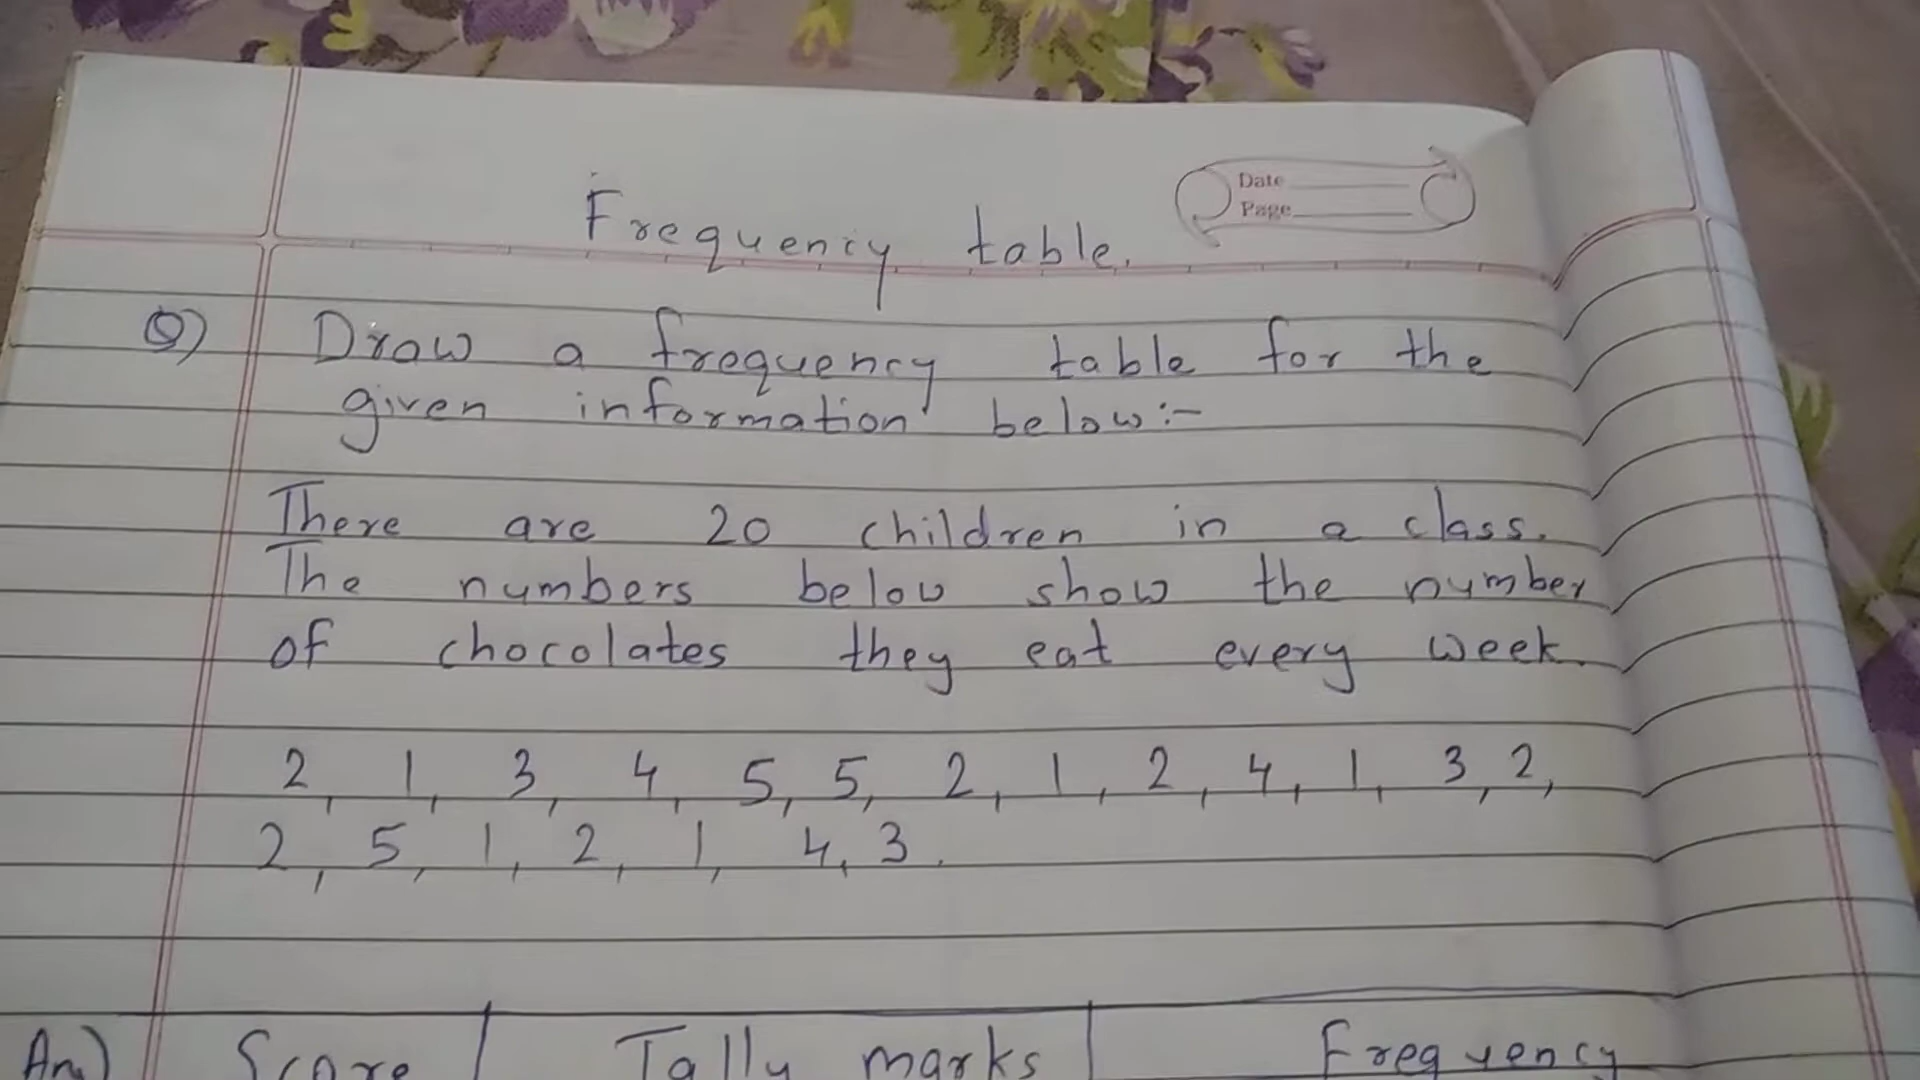 Date
Page
Frequency table.
Q) Draw a frequency table for the
given information below:-
There are 20 children in a class.
The numbers below show the number
of chocolates they eat every week.
2, 1, 3, 4, 5, 5, 2, 1, 2, 4, 1, 3, 2,
2, 5, 1, 2, 1, 4, 3.
An) Score | Tally marks | Frequency